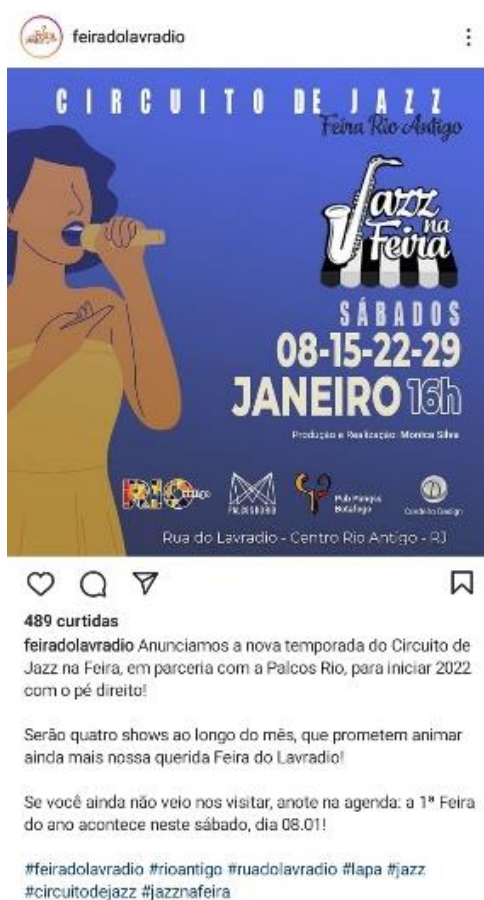 feiradolavradio
CIRCUITO DE JAZZ
Feira Rio Antigo
Jazz
na
Feira
SÁBADOS
08-15-22-29
JANEIRO 16h
Produção e Realização: Monica Silva
RIO antigo
PALCOS DO RIO
Pub Panqss
Botafogo
Cordeiro Design
Rua do Lavradio - Centro Rio Antigo - RJ
489 curtidas
feiradolavradio Anunciamos a nova temporada do Circuito de
Jazz na Feira, em parceria com a Palcos Rio, para iniciar 2022
com o pé direito!
Serão quatro shows ao longo do mês, que prometem animar
ainda mais nossa querida Feira do Lavradio!
Se você ainda não veio nos visitar, anote na agenda: a 1ª Feira
do ano acontece neste sábado, dia 08.01!
#feiradolavradio #rioantigo #ruadolavradio #lapa #jazz
#circuitodejazz #jazznafeira